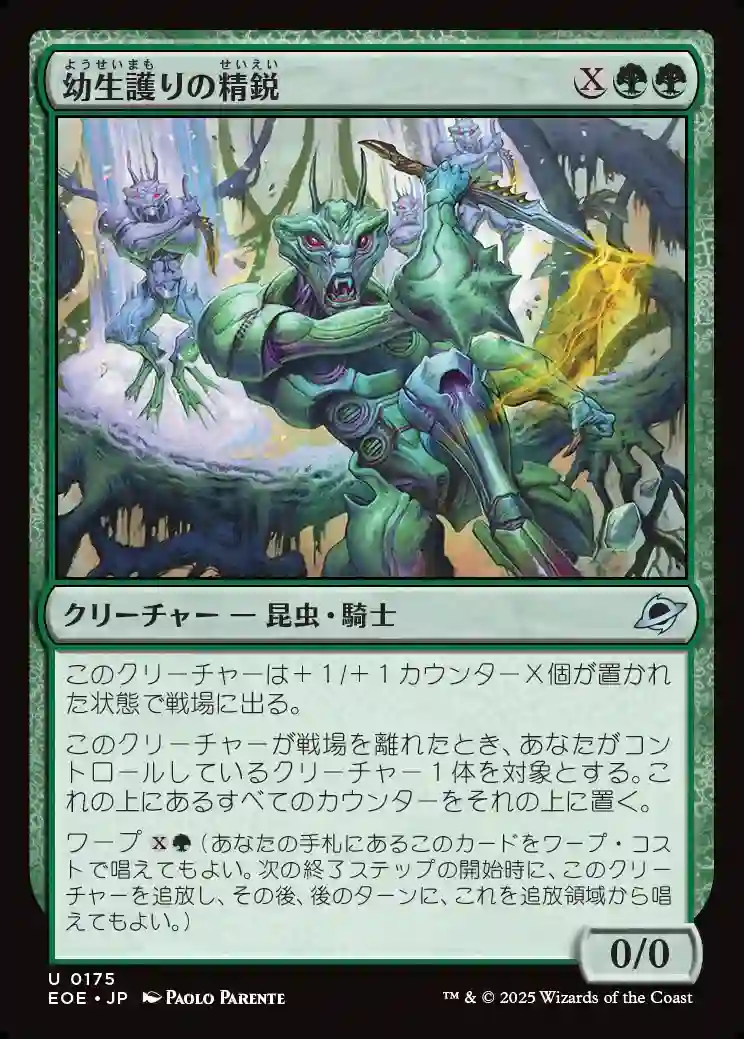 ようせいまも せいえい
幼生護りの精鋭 X
クリーチャー — 昆虫・騎士
このクリーチャーは+1/+1カウンターX個が置かれ
た状態で戦場に出る。
このクリーチャーが戦場を離れたとき、あなたがコン
トロールしているクリーチャー1体を対象とする。こ
れの上にあるすべてのカウンターをそれの上に置く。
ワープ X（あなたの手札にあるこのカードをワープ・コス
トで唱えてもよい。次の終了ステップの開始時に、このクリー
チャーを追放し、その後、後のターンに、これを追放領域から唱
えてもよい。）
0/0
U 0175
EOE • JP Paolo Parente
™ & © 2025 Wizards of the Coast